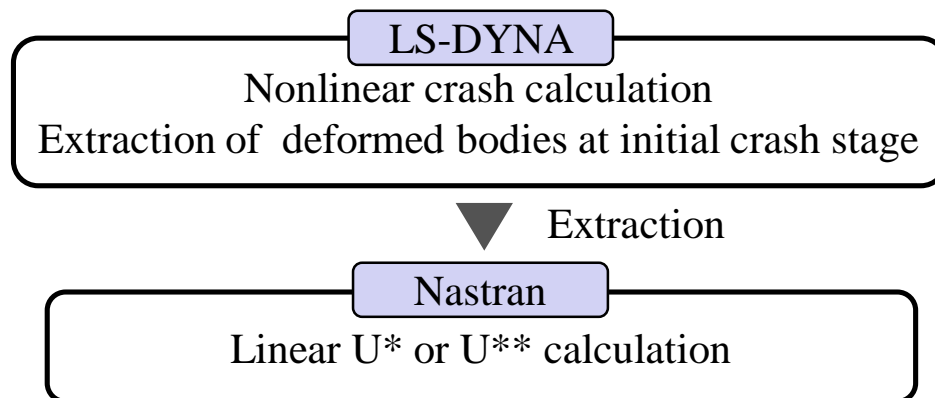 LS-DYNA
Nonlinear crash calculation
Extraction of deformed bodies at initial crash stage
Extraction
Nastran
Linear U* or U** calculation